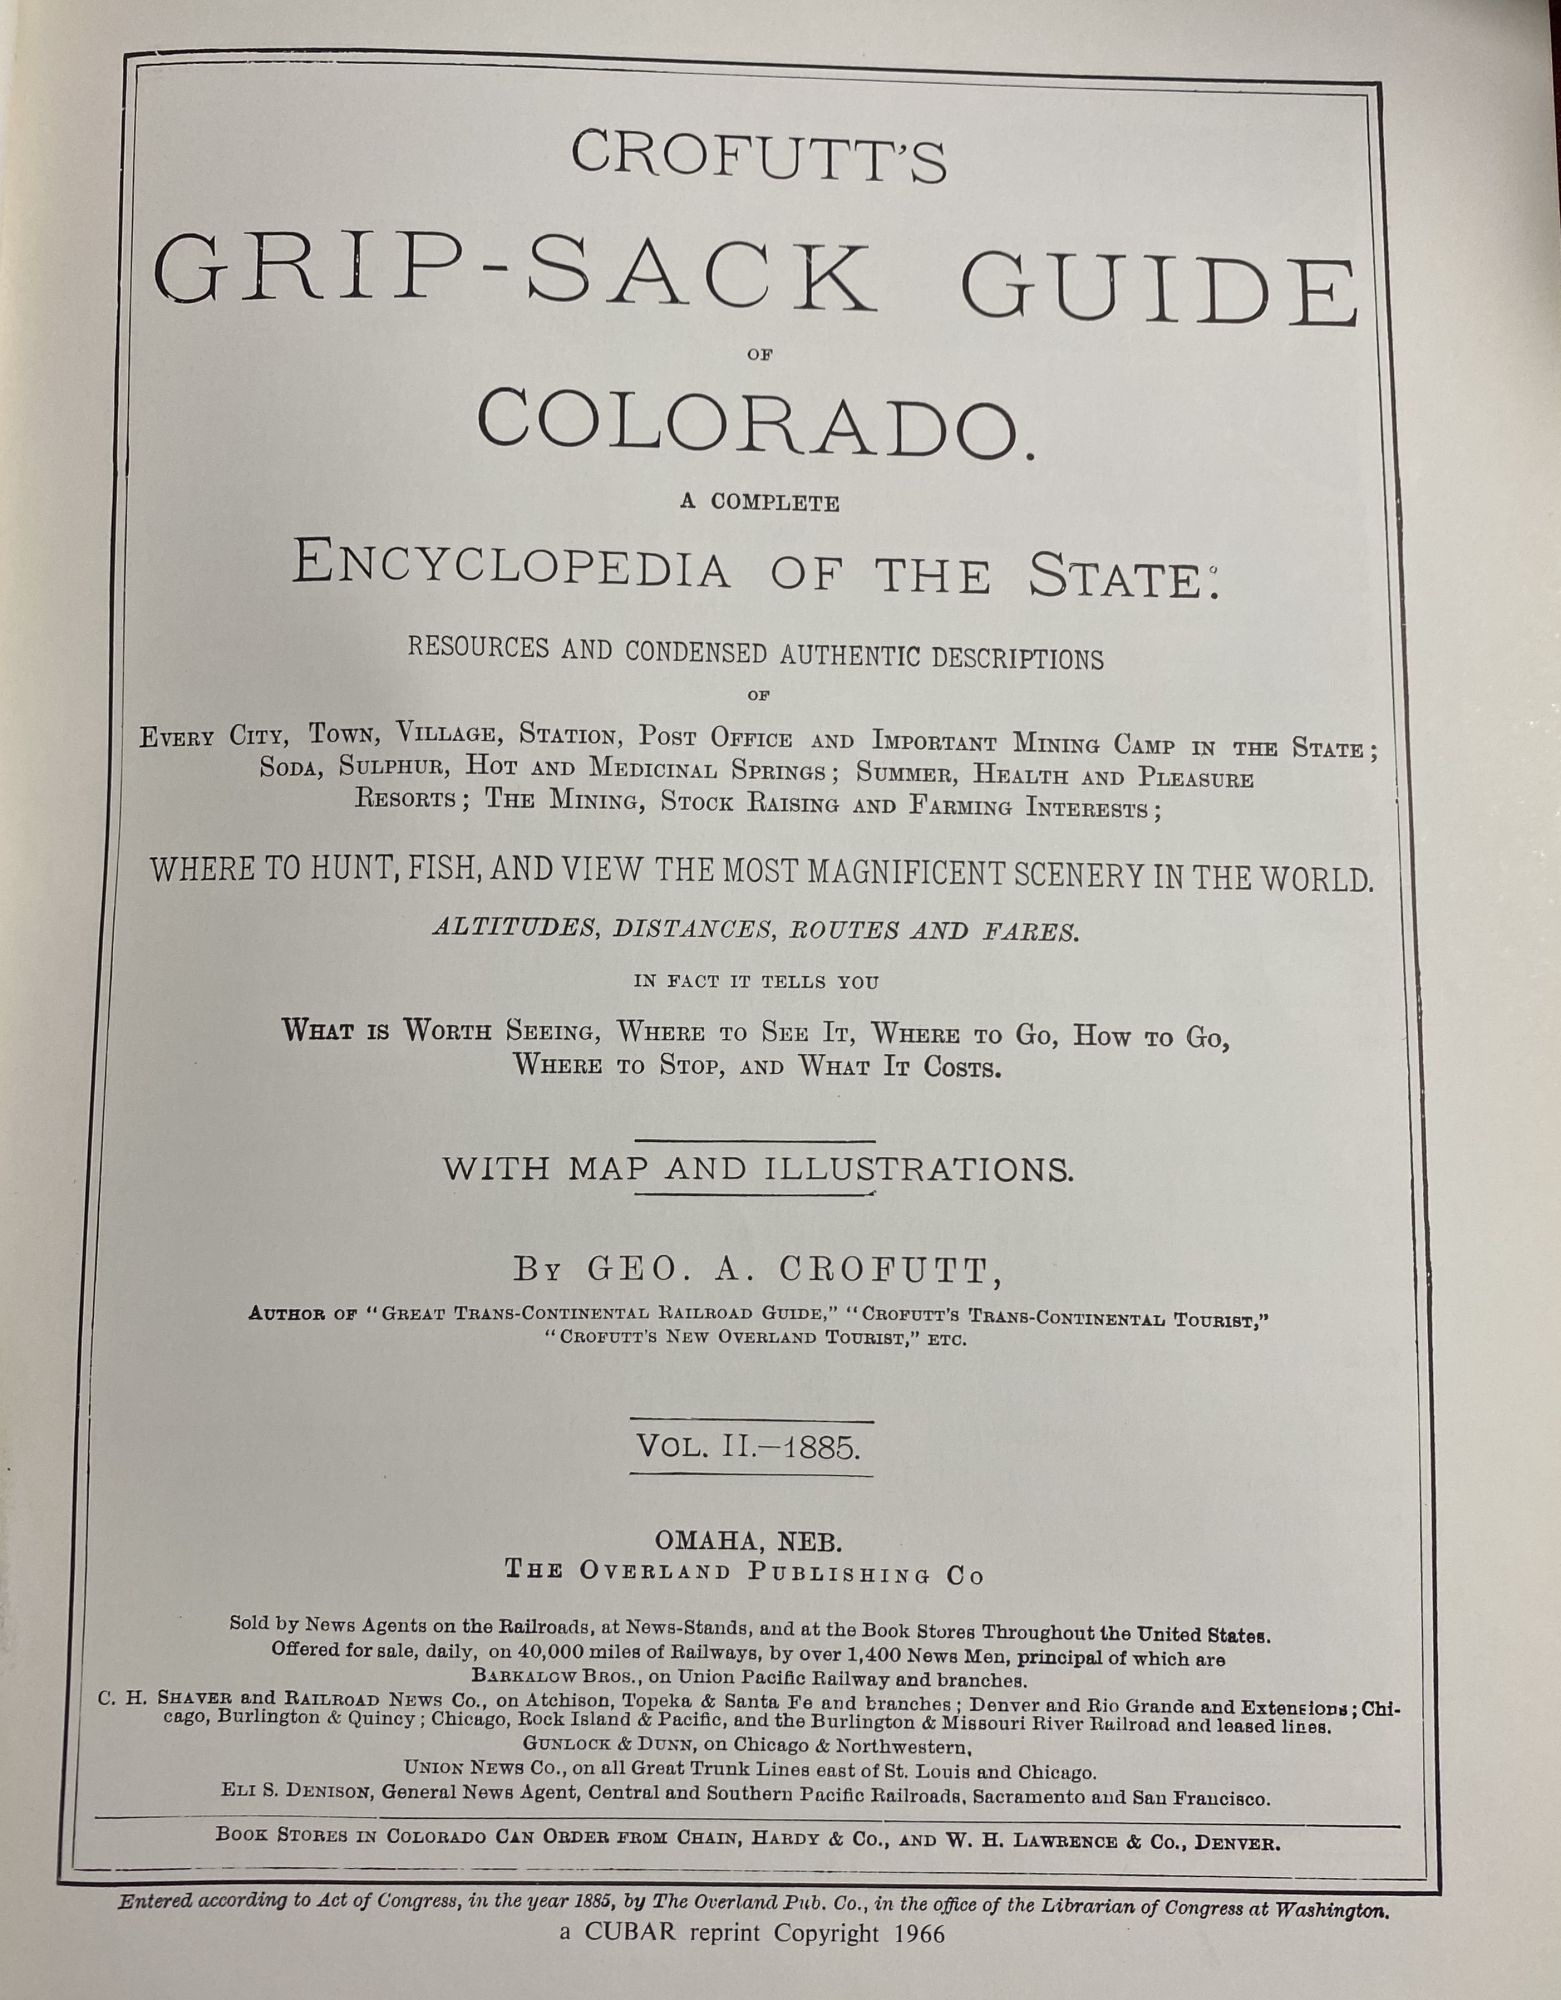 CROFUTT'S
GRIP-SACK GUIDE
OF
COLORADO.
A COMPLETE
ENCYCLOPEDIA OF THE STATE:
RESOURCES AND CONDENSED AUTHENTIC DESCRIPTIONS
OF
EVERY CITY, TOWN, VILLAGE, STATION, POST OFFICE AND IMPORTANT MINING CAMP IN THE STATE;
SODA, SULPHUR, HOT AND MEDICINAL SPRINGS; SUMMER, HEALTH AND PLEASURE
RESORTS; THE MINING, STOCK RAISING AND FARMING INTERESTS;
WHERE TO HUNT, FISH, AND VIEW THE MOST MAGNIFICENT SCENERY IN THE WORLD.
ALTITUDES, DISTANCES, ROUTES AND FARES.
IN FACT IT TELLS YOU
WHAT IS WORTH SEEING, WHERE TO SEE IT, WHERE TO GO, HOW TO GO,
WHERE TO STOP, AND WHAT IT COSTS.
WITH MAP AND ILLUSTRATIONS.
BY GEO. A. CROFUTT,
AUTHOR OF "GREAT TRANS-CONTINENTAL RAILROAD GUIDE," "CROFUTT'S TRANS-CONTINENTAL TOURIST,"
"CROFUTT'S NEW OVERLAND TOURIST," ETC.
VOL. II.—1885.
OMAHA, NEB.
THE OVERLAND PUBLISHING CO
Sold by News Agents on the Railroads, at News-Stands, and at the Book Stores Throughout the United States.
Offered for sale, daily, on 40,000 miles of Railways, by over 1,400 News Men, principal of which are
BARKALOW BROS., on Union Pacific Railway and branches.
C. H. SHAVER and RAILROAD NEWS CO., on Atchison, Topeka & Santa Fe and branches; Denver and Rio Grande and Extensions; Chi-
cago, Burlington & Quincy; Chicago, Rock Island & Pacific, and the Burlington & Missouri River Railroad and leased lines.
GUNLOCK & DUNN, on Chicago & Northwestern,
UNION NEWS CO., on all Great Trunk Lines east of St. Louis and Chicago.
ELI S. DENISON, General News Agent, Central and Southern Pacific Railroads, Sacramento and San Francisco.
BOOK STORES IN COLORADO CAN ORDER FROM CHAIN, HARDY & CO., AND W. H. LAWRENCE & CO., DENVER.
Entered according to Act of Congress, in the year 1885, by The Overland Pub. Co., in the office of the Librarian of Congress at Washington.
a CUBAR reprint Copyright 1966